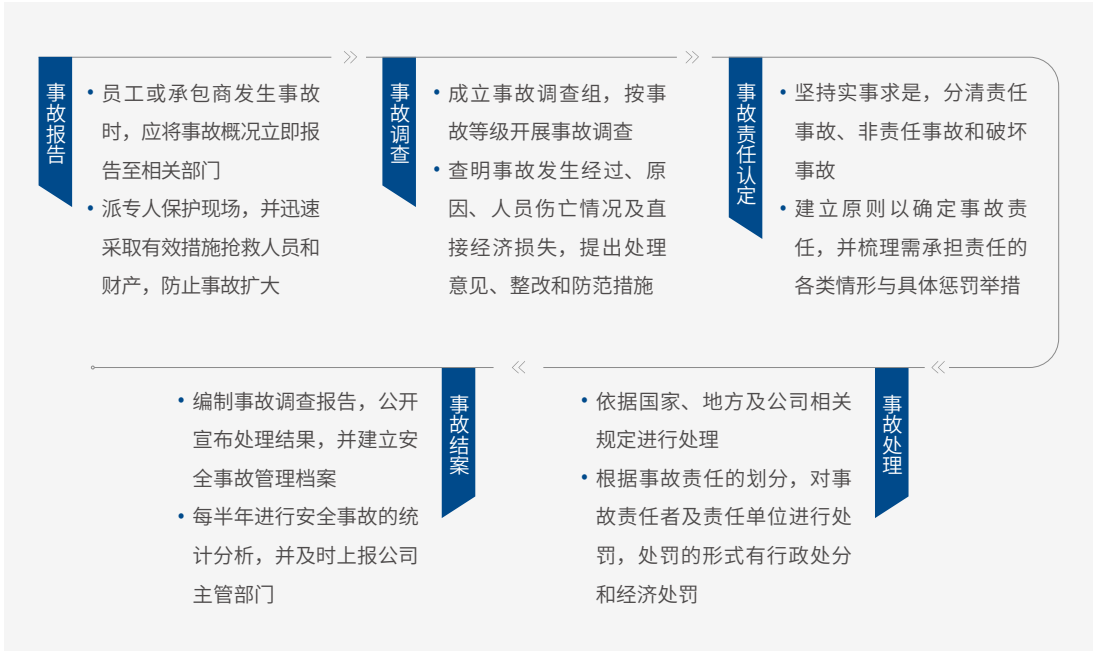 事故报告
• 员工或承包商发生事故
时，应将事故概况立即报
告至相关部门
• 派专人保护现场，并迅速
采取有效措施抢救人员和
财产，防止事故扩大
事故调查
• 成立事故调查组，按事
故等级开展事故调查
• 查明事故发生经过、原
因、人员伤亡情况及直
接经济损失，提出处理
意见、整改和防范措施
事故责任认定
• 坚持实事求是，分清责任
事故、非责任事故和破坏
事故
• 建立原则以确定事故责
任，并梳理需承担责任的
各类情形与具体惩罚举措
事故处理
• 依据国家、地方及公司相关
规定进行处理
• 根据事故责任的划分，对事
故责任者及责任单位进行处
罚，处罚的形式有行政处分
和经济处罚
事故结案
• 编制事故调查报告，公开
宣布处理结果，并建立安
全事故管理档案
• 每半年进行安全事故的统
计分析，并及时上报公司
主管部门